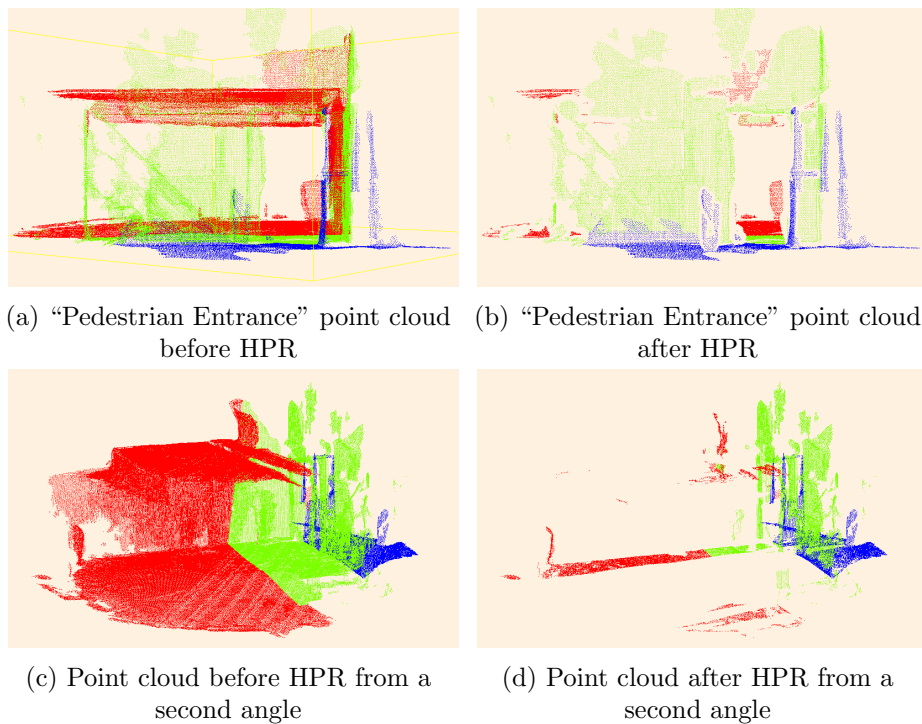 (a) “Pedestrian Entrance” point cloud
before HPR
(b) “Pedestrian Entrance” point cloud
after HPR
(c) Point cloud before HPR from a
second angle
(d) Point cloud after HPR from a
second angle